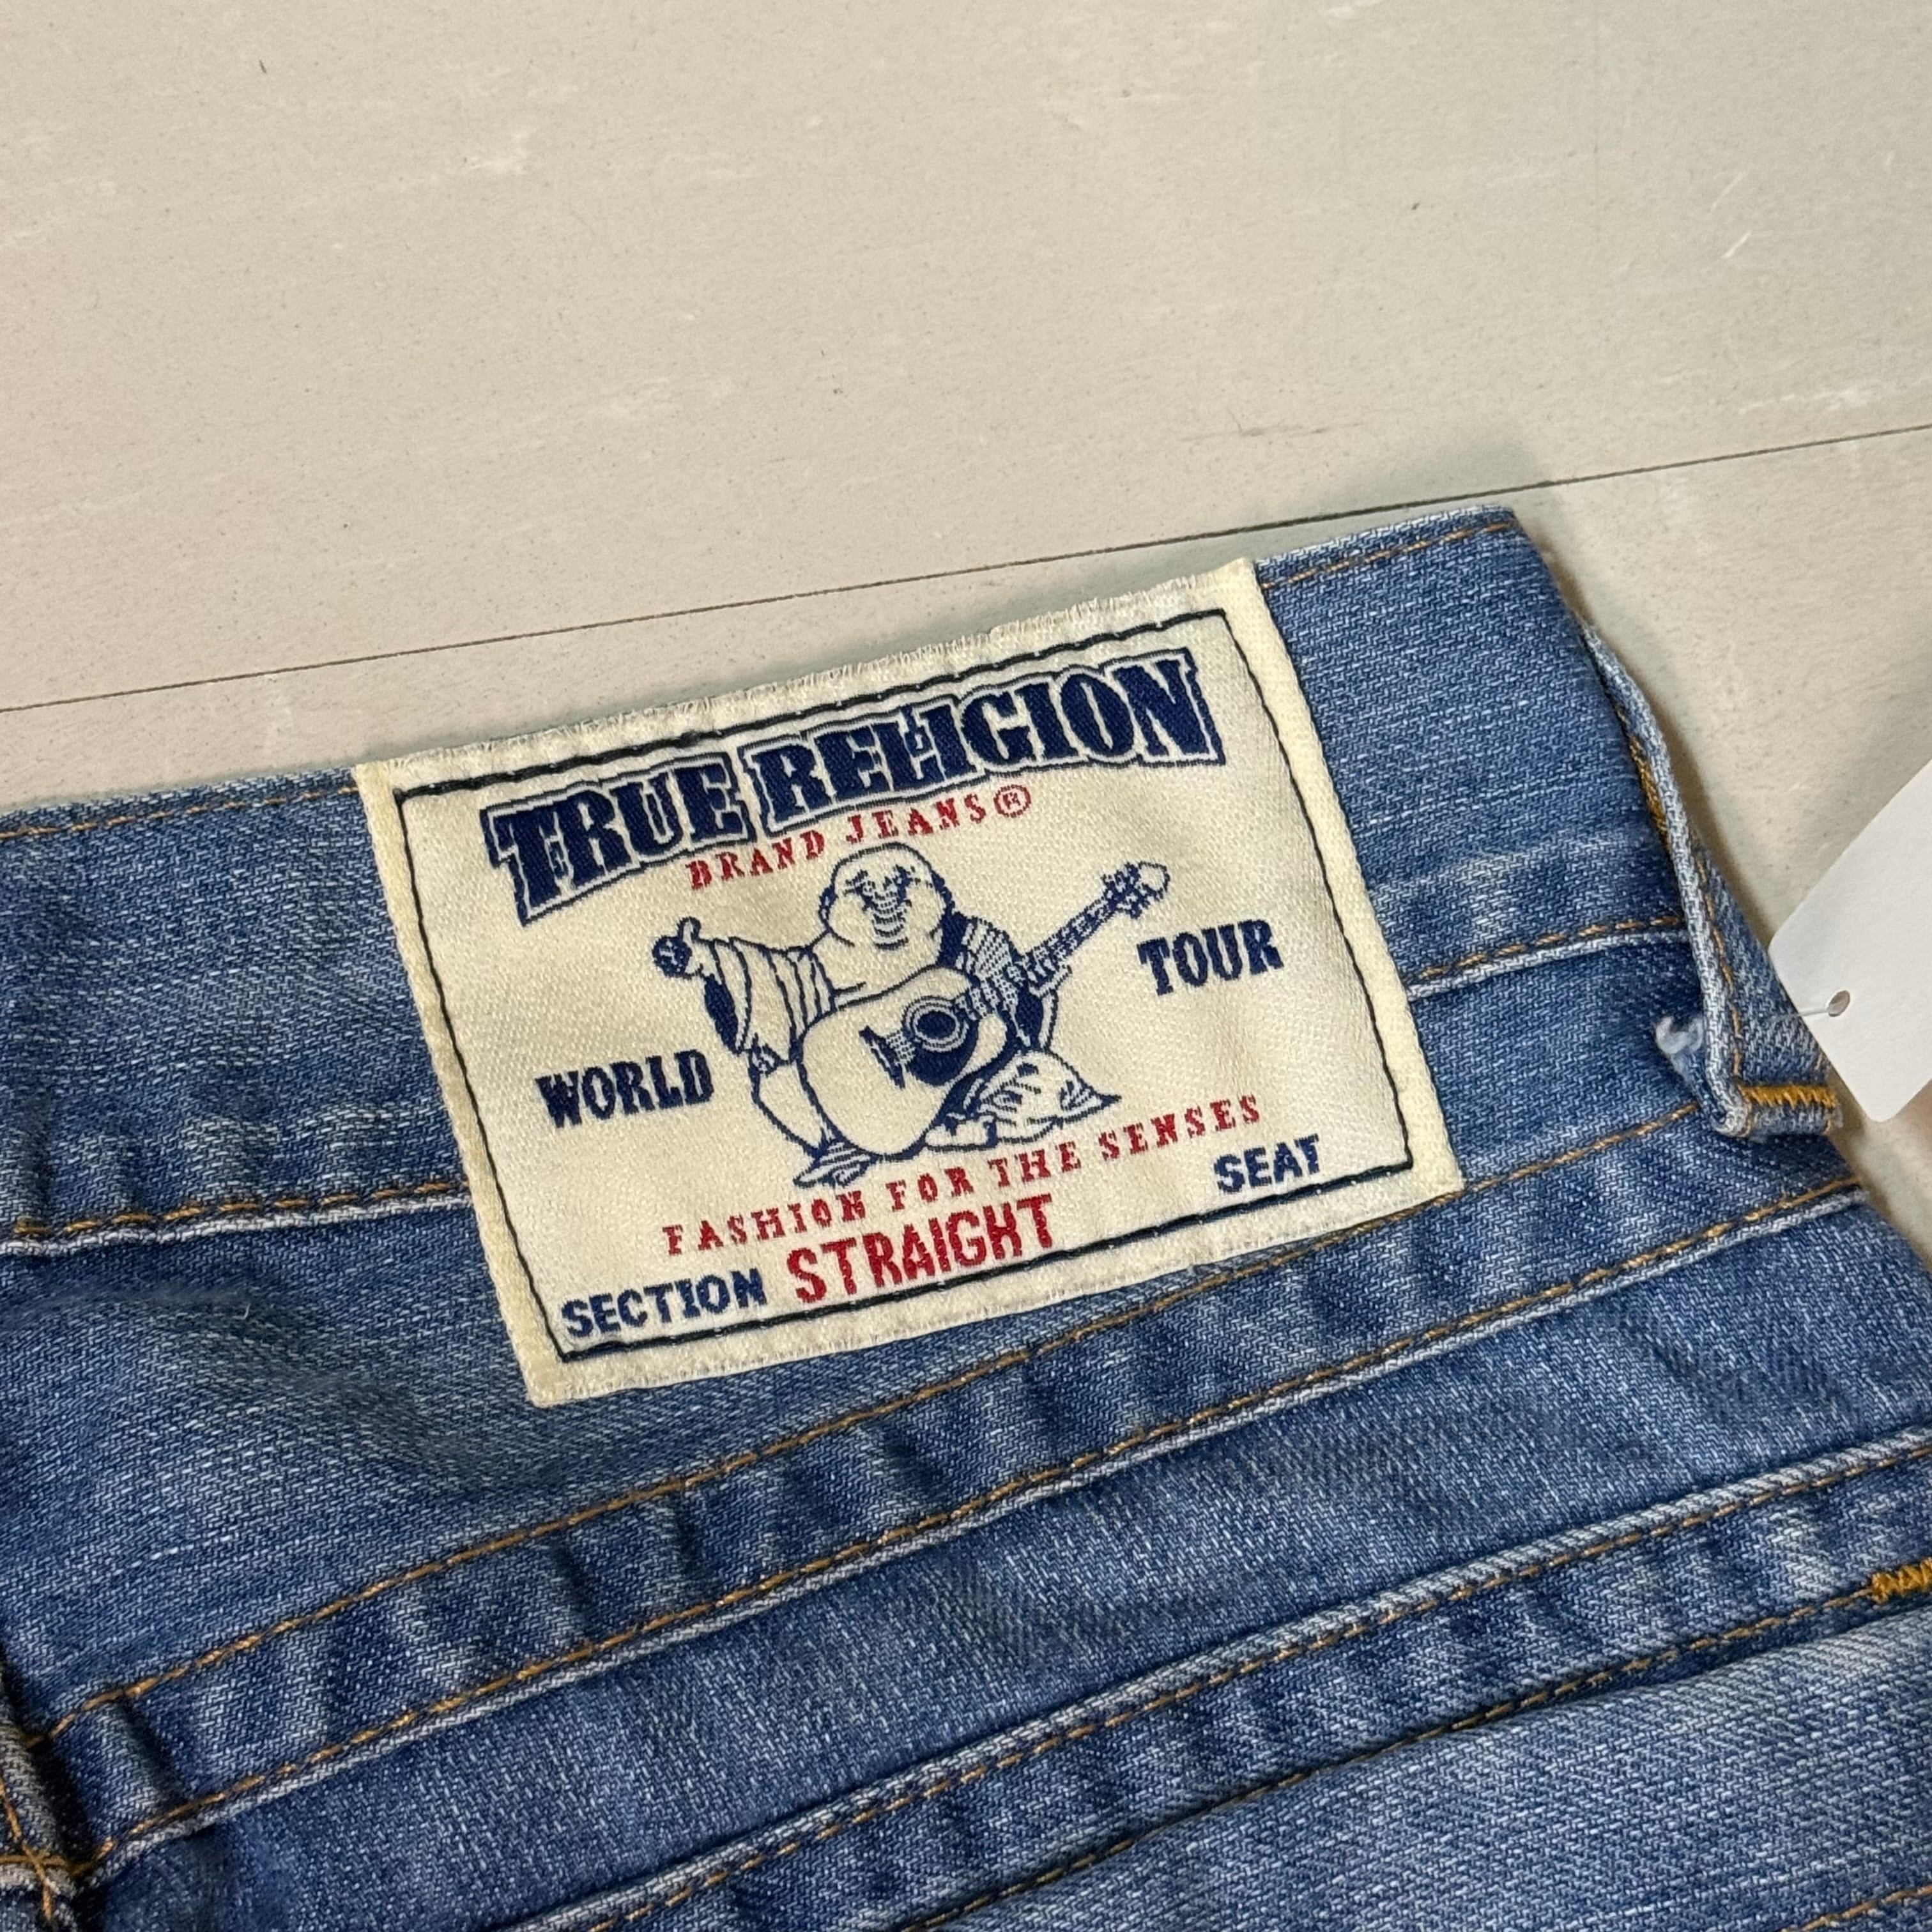 TRUE RELIGION
BRAND JEANS®
WORLD TOUR
FASHION FOR THE SENSES
SECTION STRAIGHT SEAT